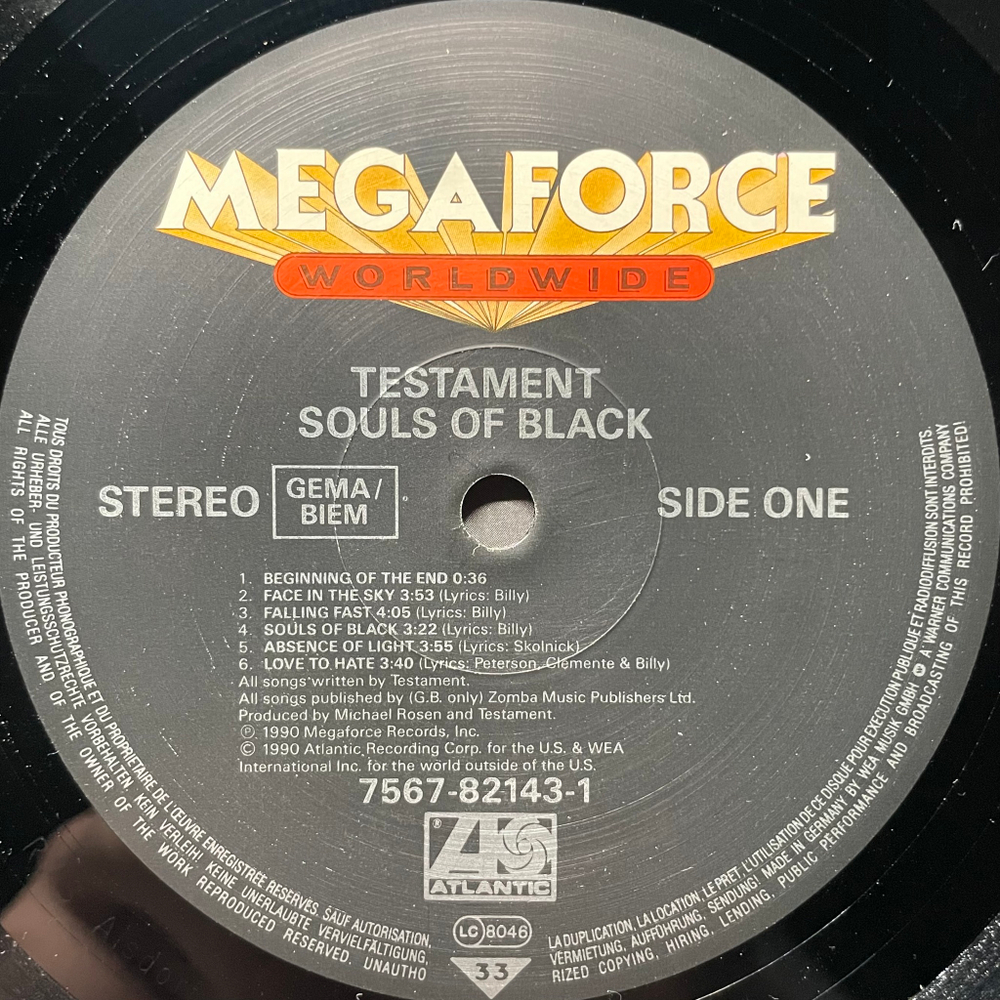 MEGAFORCE
WORLDWIDE
TESTAMENT
SOULS OF BLACK
STEREO
GEMA/
BIEM
SIDE ONE
1. BEGINNING OF THE END 0:36
2. FACE IN THE SKY 3:53 (Lyrics: Billy)
3. FALLING FAST 4:05 (Lyrics: Billy)
4. SOULS OF BLACK 3:22 (Lyrics: Billy)
5. ABSENCE OF LIGHT 3:55 (Lyrics: Skolnick)
6. LOVE TO HATE 3:40 (Lyrics: Peterson, Clemente & Billy)
All songs written by Testament.
All songs published by (G.B. only) Zomba Music Publishers Ltd.
Produced by Michael Rosen and Testament.
℗ 1990 Megaforce Records, Inc.
© 1990 Atlantic Recording Corp. for the U.S. & WEA
International Inc. for the world outside of the U.S.
7567-82143-1
® ATLANTIC
LC 8046
33
TOUS DROITS DU PRODUCTEUR PHONOGRAPHIQUE ET DU PROPRIETAIRE DE L'ŒUVRE ENREGISTRÉE RESERVÉS. SAUF AUTORISATION,
LA DUPLICATION, LA LOCATION, LE PRET, L'UTILISATION DE CE DISQUE POUR EXECUTION PUBLIQUE ET RADIODIFFUSION SONT INTERDITS.
ALLE URHEBER- UND LEISTUNGSSCHUTZRECHTE VORBEHALTEN. KEIN VERLEIH! KEINE UNERLAUBTE VERVIELFÄLTIGUNG,
VERMIETUNG, AUFFÜHRUNG, SENDUNG! MADE IN GERMANY BY WEA MUSIK GMBH A WARNER COMMUNICATIONS COMPANY
ALL RIGHTS OF THE PRODUCER AND OF THE OWNER OF THE WORK REPRODUCED RESERVED. UNAUTHO
RIZED COPYING, HIRING, LENDING, PUBLIC PERFORMANCE AND BROADCASTING OF THIS RECORD PROHIBITED!